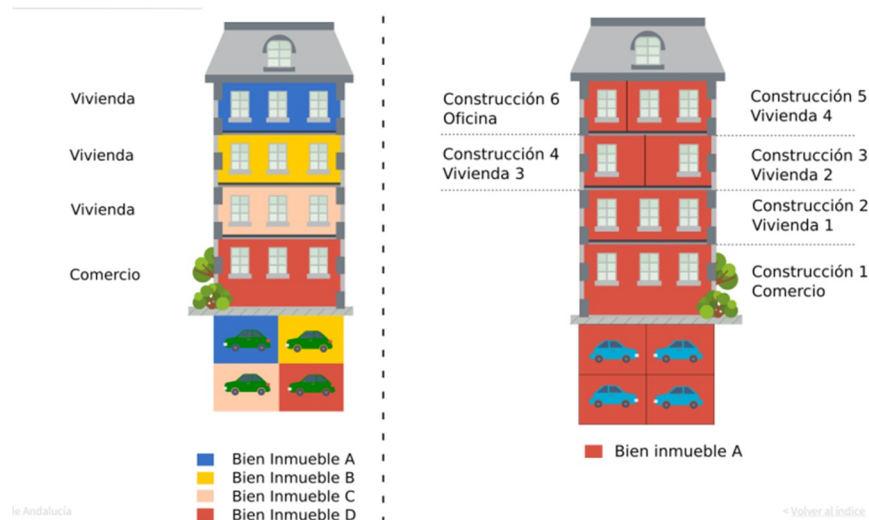 Vivienda
Vivienda
Vivienda
Comercio
Bien Inmueble A
Bien Inmueble B
Bien Inmueble C
Bien Inmueble D
Construcción 6
Oficina
Construcción 4
Vivienda 3
Construcción 5
Vivienda 4
Construcción 3
Vivienda 2
Construcción 2
Vivienda 1
Construcción 1
Comercio
Bien inmueble A
le Andalucía
< Volver al índice